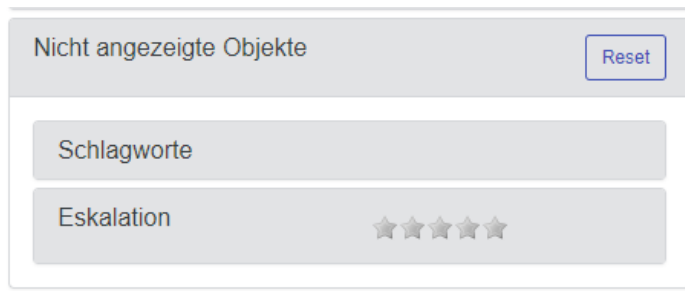 Nicht angezeigte Objekte
Reset
Schlagworte
Eskalation